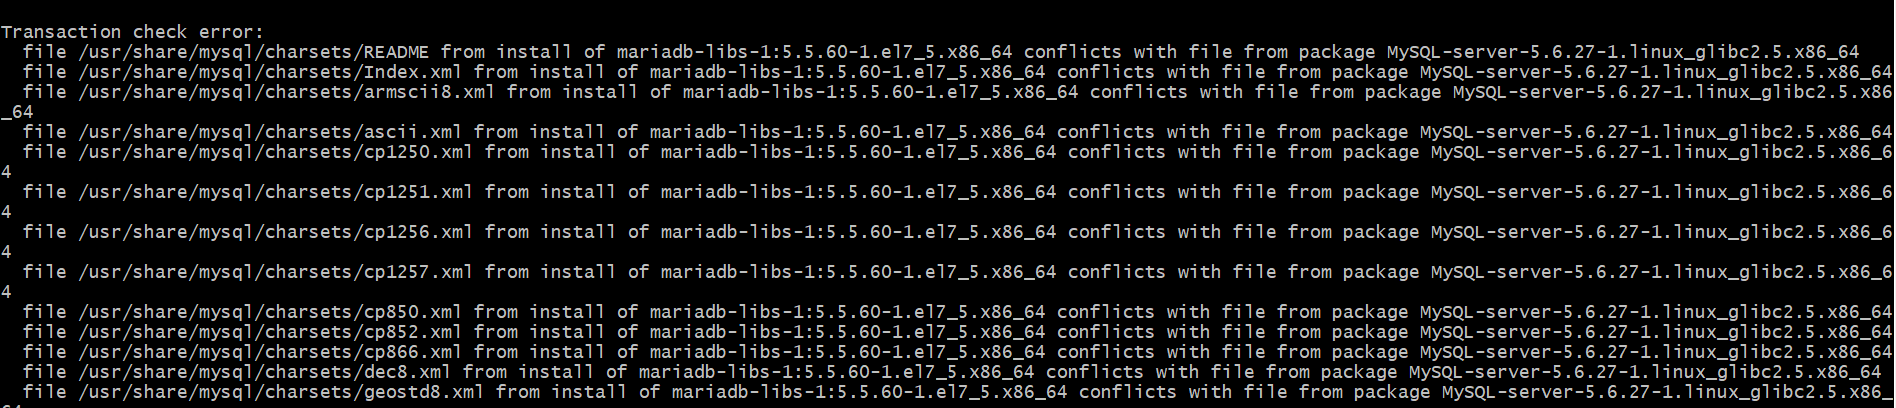 Transaction check error:
  file /usr/share/mysql/charsets/README from install of mariadb-libs-1:5.5.60-1.el7_5.x86_64 conflicts with file from package MySQL-server-5.6.27-1.linux_glibc2.5.x86_64
  file /usr/share/mysql/charsets/Index.xml from install of mariadb-libs-1:5.5.60-1.el7_5.x86_64 conflicts with file from package MySQL-server-5.6.27-1.linux_glibc2.5.x86_64
  file /usr/share/mysql/charsets/armscii8.xml from install of mariadb-libs-1:5.5.60-1.el7_5.x86_64 conflicts with file from package MySQL-server-5.6.27-1.linux_glibc2.5.x86
_64
  file /usr/share/mysql/charsets/ascii.xml from install of mariadb-libs-1:5.5.60-1.el7_5.x86_64 conflicts with file from package MySQL-server-5.6.27-1.linux_glibc2.5.x86_64
  file /usr/share/mysql/charsets/cp1250.xml from install of mariadb-libs-1:5.5.60-1.el7_5.x86_64 conflicts with file from package MySQL-server-5.6.27-1.linux_glibc2.5.x86_6
4
  file /usr/share/mysql/charsets/cp1251.xml from install of mariadb-libs-1:5.5.60-1.el7_5.x86_64 conflicts with file from package MySQL-server-5.6.27-1.linux_glibc2.5.x86_6
4
  file /usr/share/mysql/charsets/cp1256.xml from install of mariadb-libs-1:5.5.60-1.el7_5.x86_64 conflicts with file from package MySQL-server-5.6.27-1.linux_glibc2.5.x86_6
4
  file /usr/share/mysql/charsets/cp1257.xml from install of mariadb-libs-1:5.5.60-1.el7_5.x86_64 conflicts with file from package MySQL-server-5.6.27-1.linux_glibc2.5.x86_6
4
  file /usr/share/mysql/charsets/cp850.xml from install of mariadb-libs-1:5.5.60-1.el7_5.x86_64 conflicts with file from package MySQL-server-5.6.27-1.linux_glibc2.5.x86_64
  file /usr/share/mysql/charsets/cp852.xml from install of mariadb-libs-1:5.5.60-1.el7_5.x86_64 conflicts with file from package MySQL-server-5.6.27-1.linux_glibc2.5.x86_64
  file /usr/share/mysql/charsets/cp866.xml from install of mariadb-libs-1:5.5.60-1.el7_5.x86_64 conflicts with file from package MySQL-server-5.6.27-1.linux_glibc2.5.x86_64
  file /usr/share/mysql/charsets/dec8.xml from install of mariadb-libs-1:5.5.60-1.el7_5.x86_64 conflicts with file from package MySQL-server-5.6.27-1.linux_glibc2.5.x86_64
  file /usr/share/mysql/charsets/geostd8.xml from install of mariadb-libs-1:5.5.60-1.el7_5.x86_64 conflicts with file from package MySQL-server-5.6.27-1.linux_glibc2.5.x86_